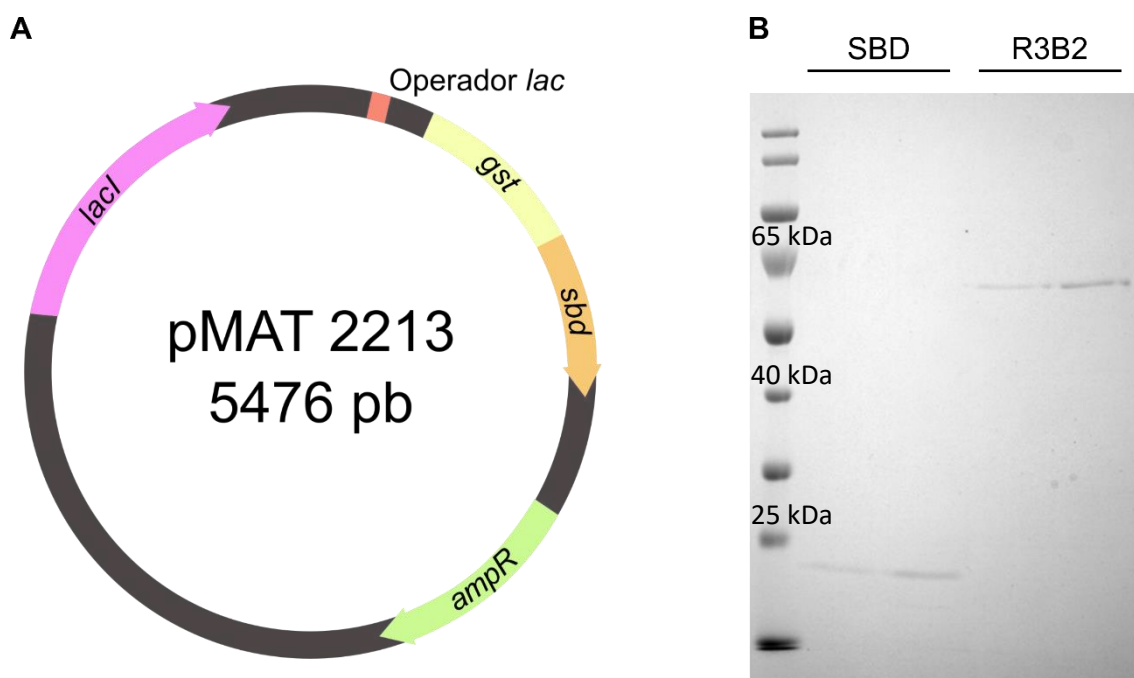 A
Operador lac
lacI
gst
sbd
pMAT 2213
5476 pb
ampR
B
SBD R3B2
65 kDa
40 kDa
25 kDa